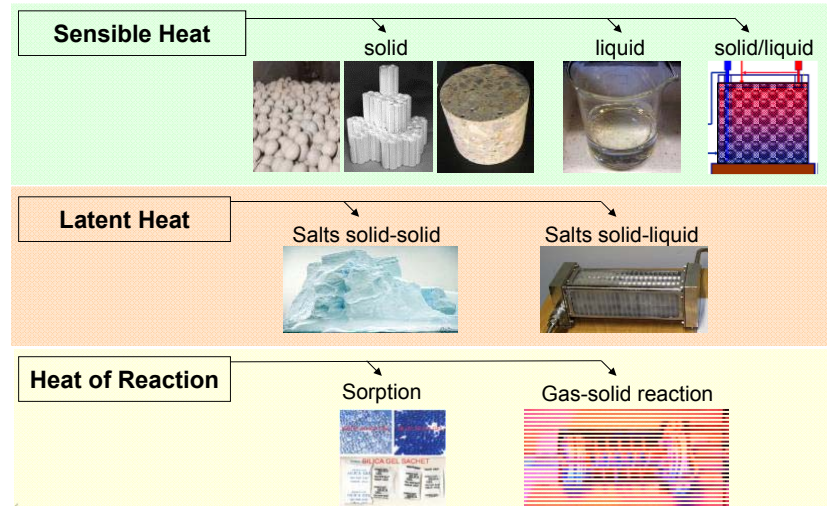 Sensible Heat
solid
liquid
solid/liquid
Latent Heat
Salts solid-solid
Salts solid-liquid
Heat of Reaction
Sorption
Gas-solid reaction
SILICA GEL SACHET